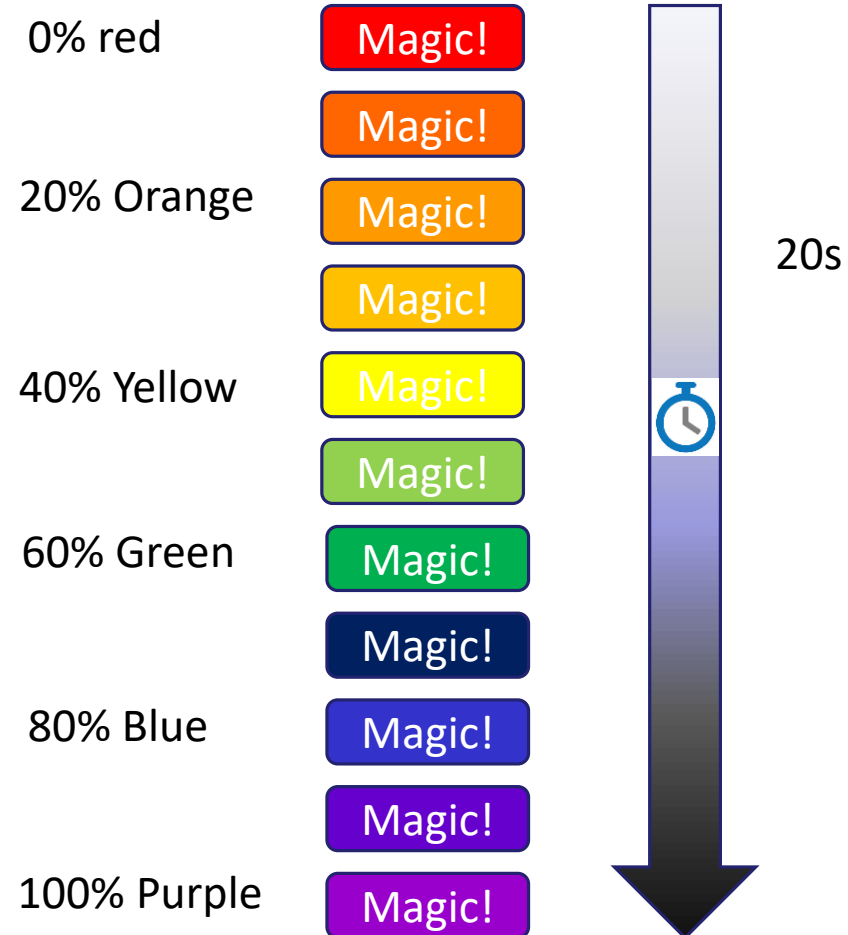 0% red Magic!
Magic!
20% Orange Magic!
20s
Magic!
40% Yellow Magic!
Magic!
60% Green Magic!
Magic!
80% Blue Magic!
Magic!
100% Purple Magic!